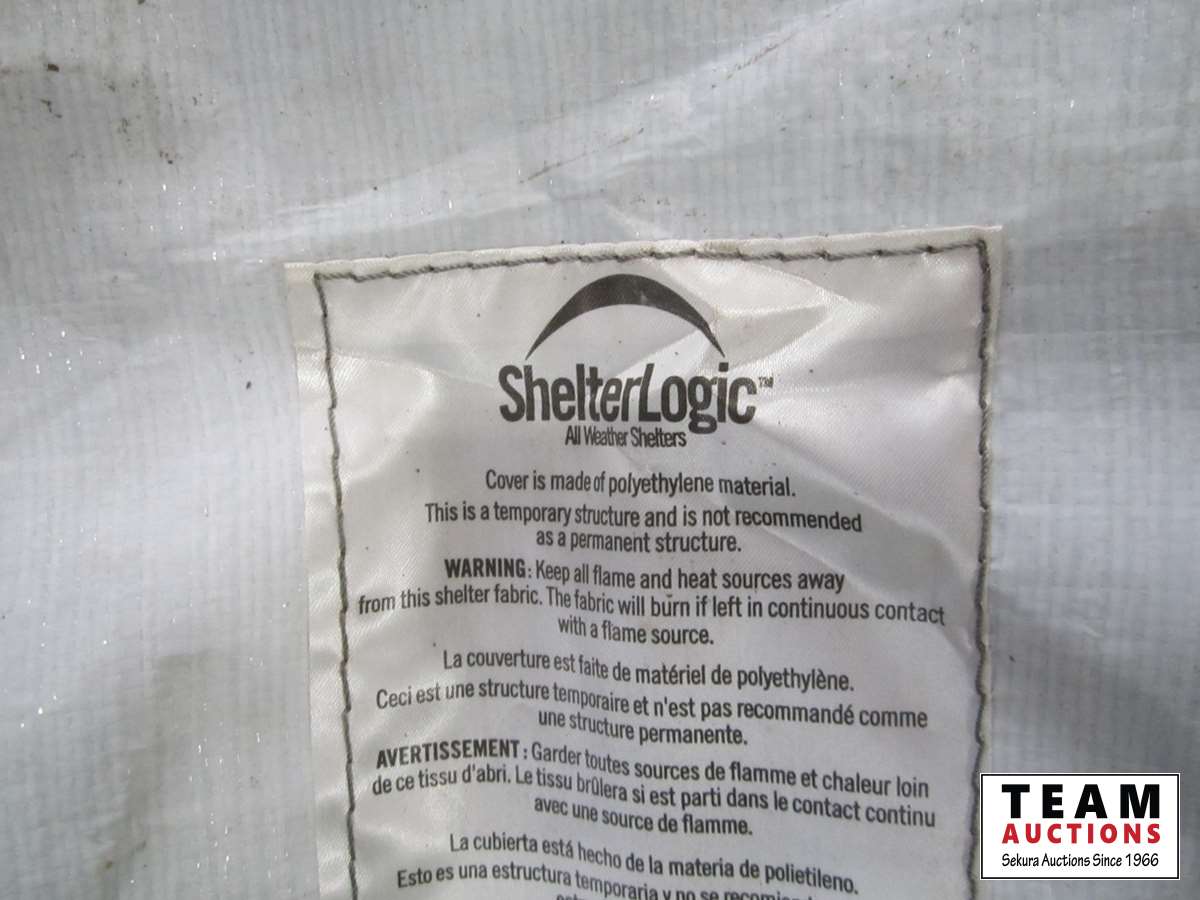 ShelterLogic™
All Weather Shelters
Cover is made of polyethylene material.
This is a temporary structure and is not recommended
as a permanent structure.
WARNING: Keep all flame and heat sources away
from this shelter fabric. The fabric will burn if left in continuous contact
with a flame source.
La couverture est faite de matériel de polyethylène.
Ceci est une structure temporaire et n'est pas recommandé comme
une structure permanente.
AVERTISSEMENT: Garder toutes sources de flamme et chaleur loin
de ce tissu d'abri. Le tissu brûlera si est parti dans le contact continu
avec une source de flamme.
La cubierta está hecho de la materia de polietileno.
Esto es una estructura temporaria y no se
TEAM
AUCTIONS
Sekura Auctions Since 1966